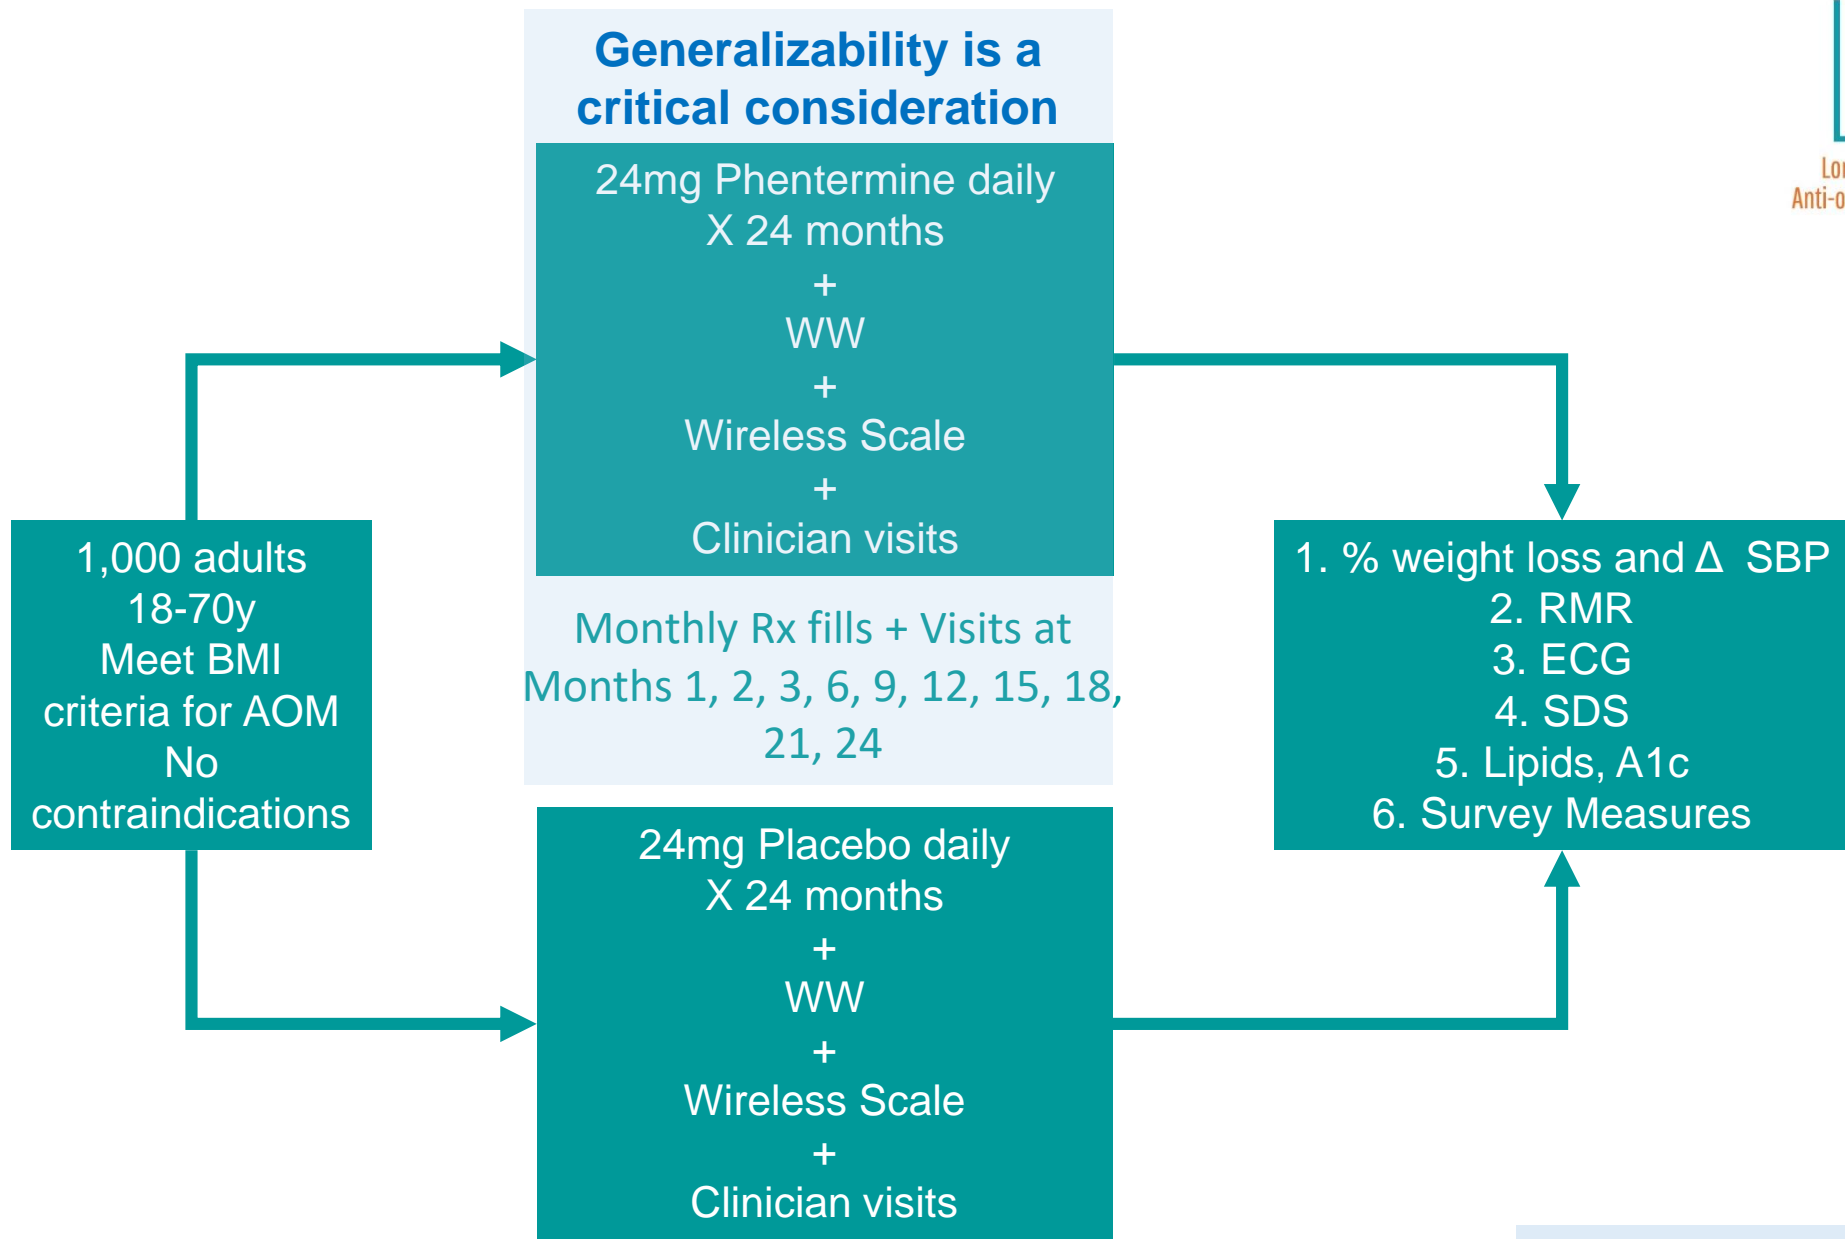 Generalizability is a
critical consideration
24mg Phentermine daily
X 24 months
+
WW
+
Wireless Scale
+
Clinician visits
Monthly Rx fills + Visits at
Months 1, 2, 3, 6, 9, 12, 15, 18,
21, 24
1,000 adults
18-70y
Meet BMI
criteria for AOM
No
contraindications
24mg Placebo daily
X 24 months
+
WW
+
Wireless Scale
+
Clinician visits
1. % weight loss and Δ SBP
2. RMR
3. ECG
4. SDS
5. Lipids, A1c
6. Survey Measures